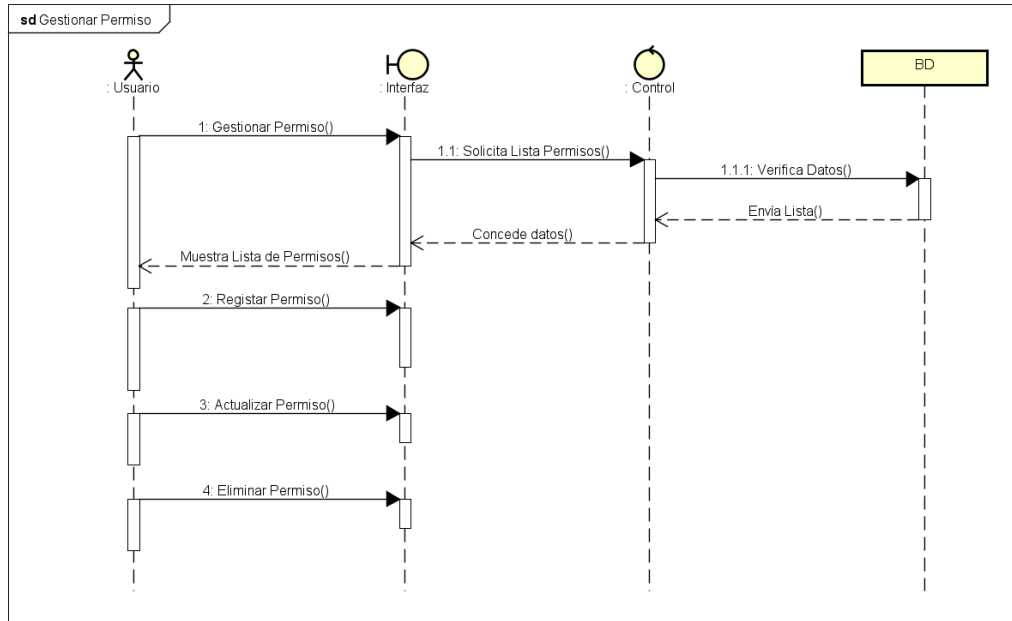 sd Gestionar Permiso
: Usuario
: Interfaz
: Control
BD
1: Gestionar Permiso()
1.1: Solicita Lista Permisos()
1.1.1: Verifica Datos()
Envía Lista()
Concede datos()
Muestra Lista de Permisos()
2: Registar Permiso()
3: Actualizar Permiso()
4: Eliminar Permiso()